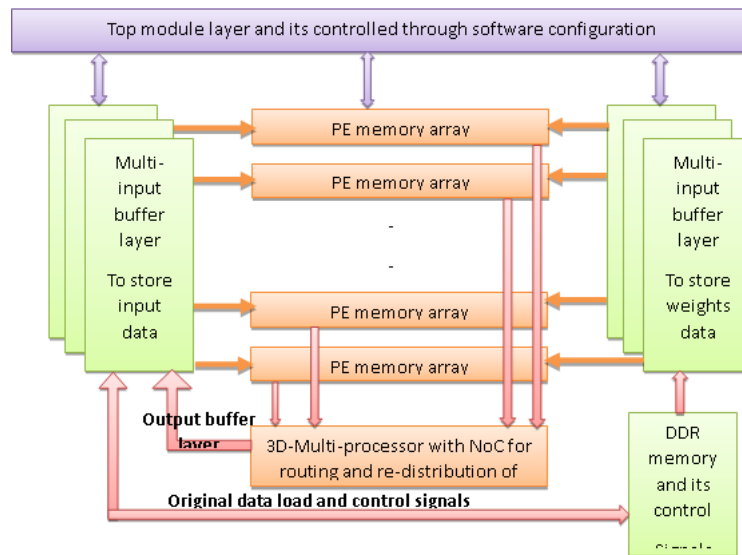 Top module layer and its controlled through software configuration
PE memory array
PE memory array
-
-
PE memory array
PE memory array
Multi-
input
buffer
layer
To store
input
data
Multi-
input
buffer
layer
To store
weights
data
Output buffer
layer
3D-Multi-processor with NoC for
routing and re-distribution of
Original data load and control signals
DDR
memory
and its
control
Signals